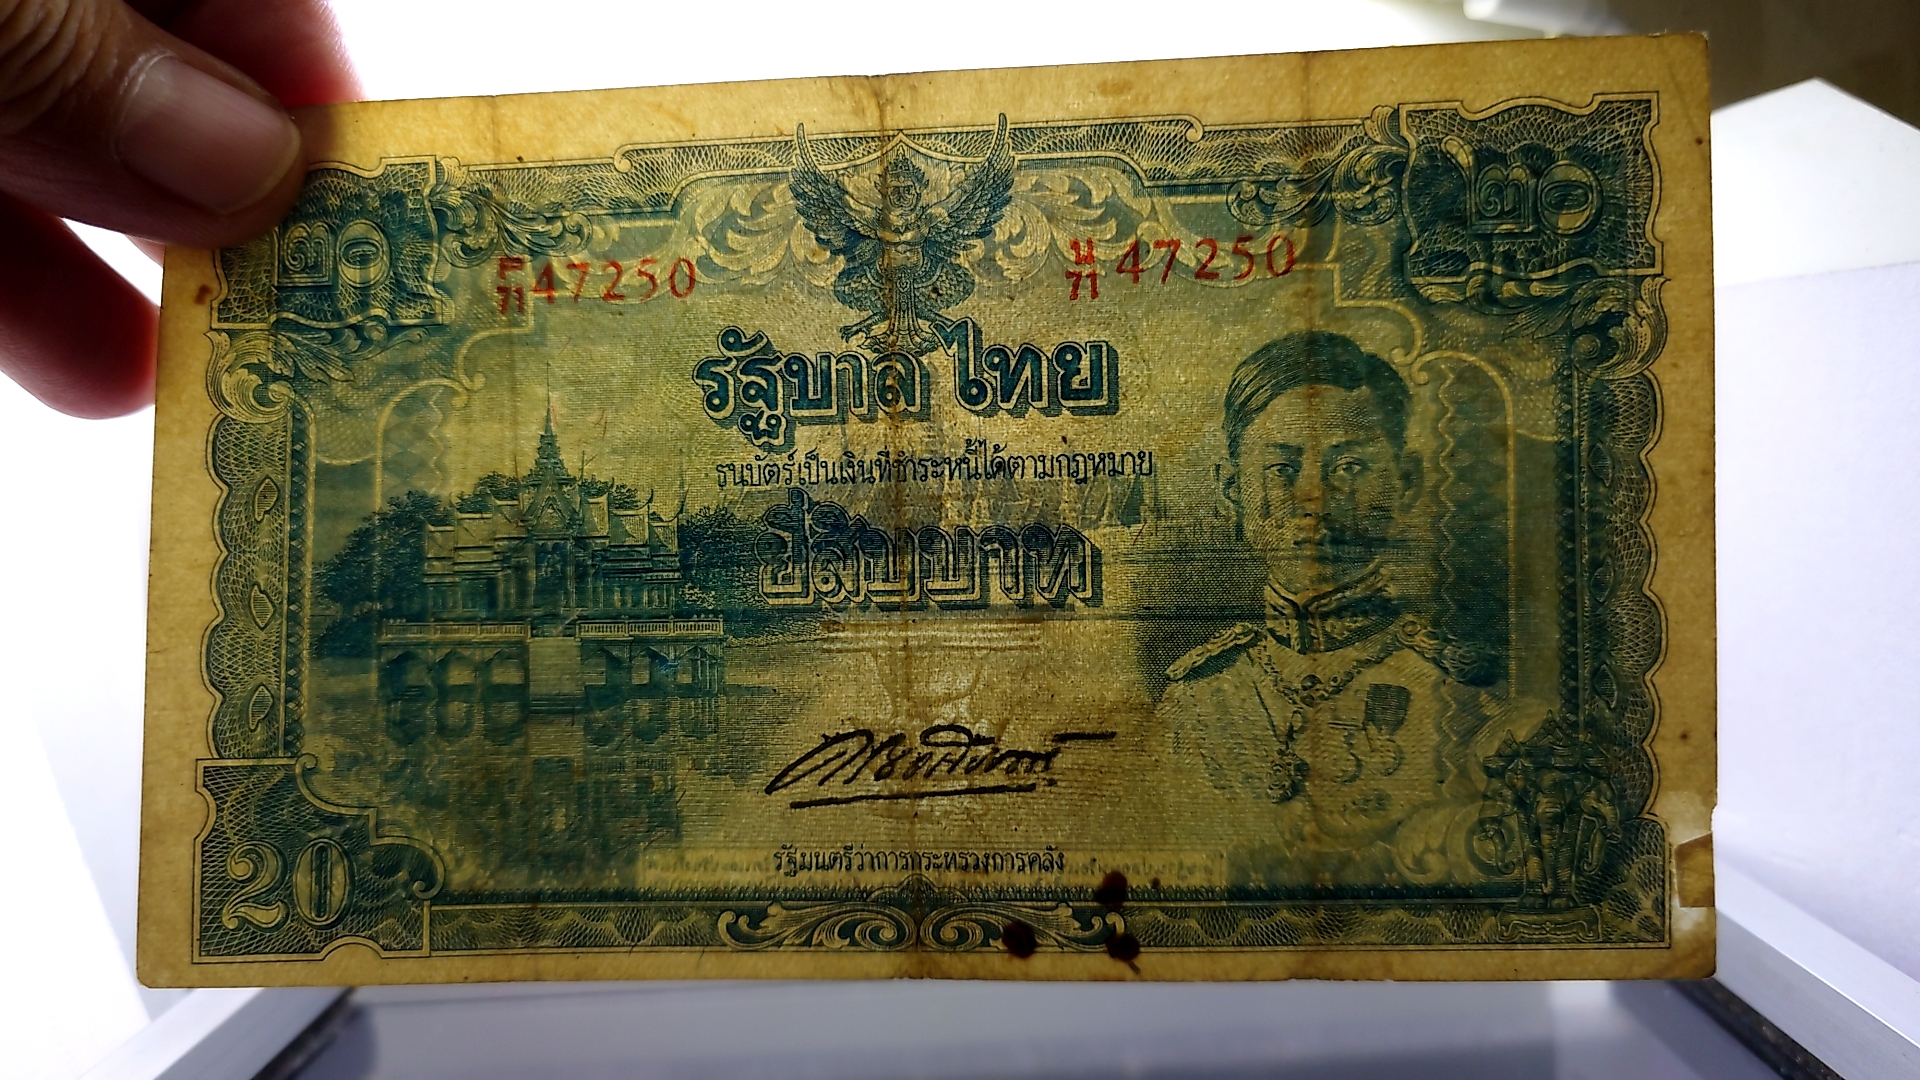 ๒๐
๒๐
F/71 47250
น/71 47250
รัฐบาลไทย
ธนบัตร์เป็นเงินที่ชำระหนี้ได้ตามกฎหมาย
ยี่สิบบาท
รัฐมนตรีว่าการกระทรวงการคลัง
20